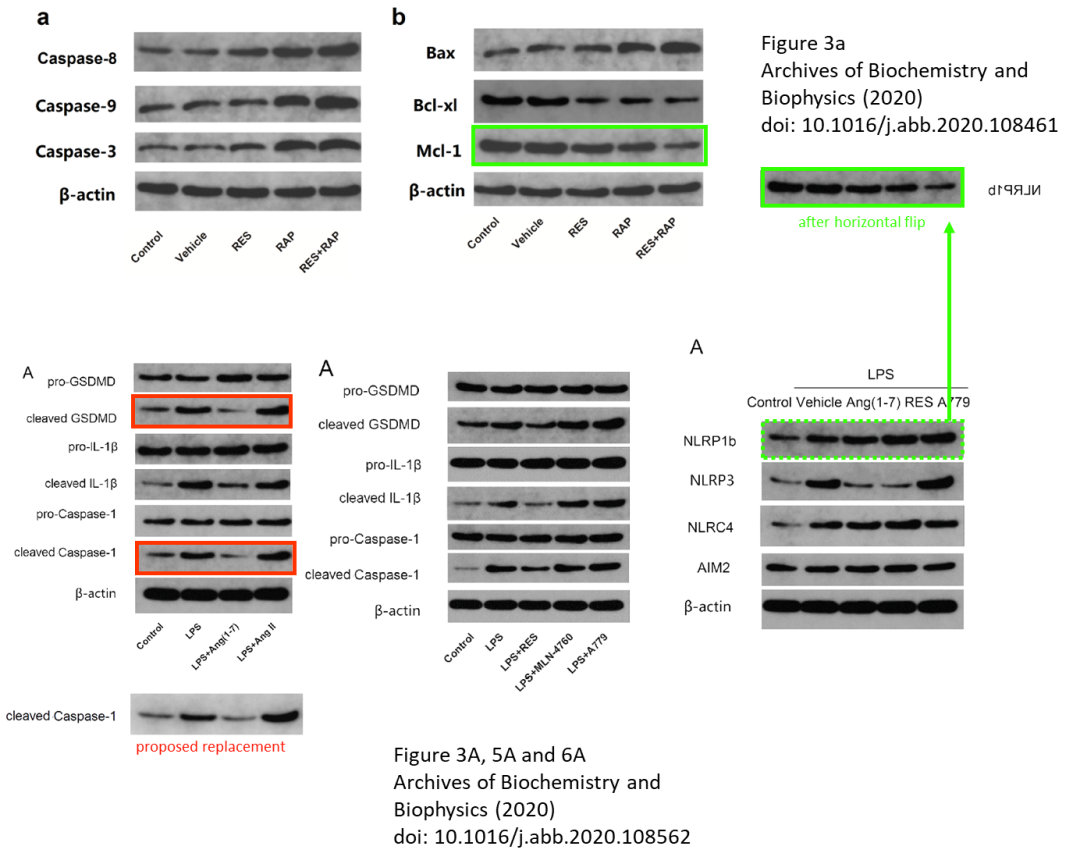 a
Caspase-8
Caspase-9
Caspase-3
β-actin
Control
Vehicle
RES
RAP
RES+RAP
b
Bax
Bcl-xl
Mcl-1
β-actin
Control
Vehicle
RES
RAP
RES+RAP
Figure 3a
Archives of Biochemistry and
Biophysics (2020)
doi: 10.1016/j.abb.2020.108461
NLRP1b
after horizontal flip
A
pro-GSDMD
cleaved GSDMD
pro-IL-1β
cleaved IL-1β
pro-Caspase-1
cleaved Caspase-1
β-actin
Control
LPS
LPS+Ang(1-7)
LPS+Ang II
cleaved Caspase-1
proposed replacement
A
pro-GSDMD
cleaved GSDMD
pro-IL-1β
cleaved IL-1β
pro-Caspase-1
cleaved Caspase-1
β-actin
Control
LPS
LPS+RES
LPS+MLN-4760
LPS+A779
A
LPS
Control Vehicle Ang(1-7) RES A779
NLRP1b
NLRP3
NLRC4
AIM2
β-actin
Figure 3A, 5A and 6A
Archives of Biochemistry and
Biophysics (2020)
doi: 10.1016/j.abb.2020.108562